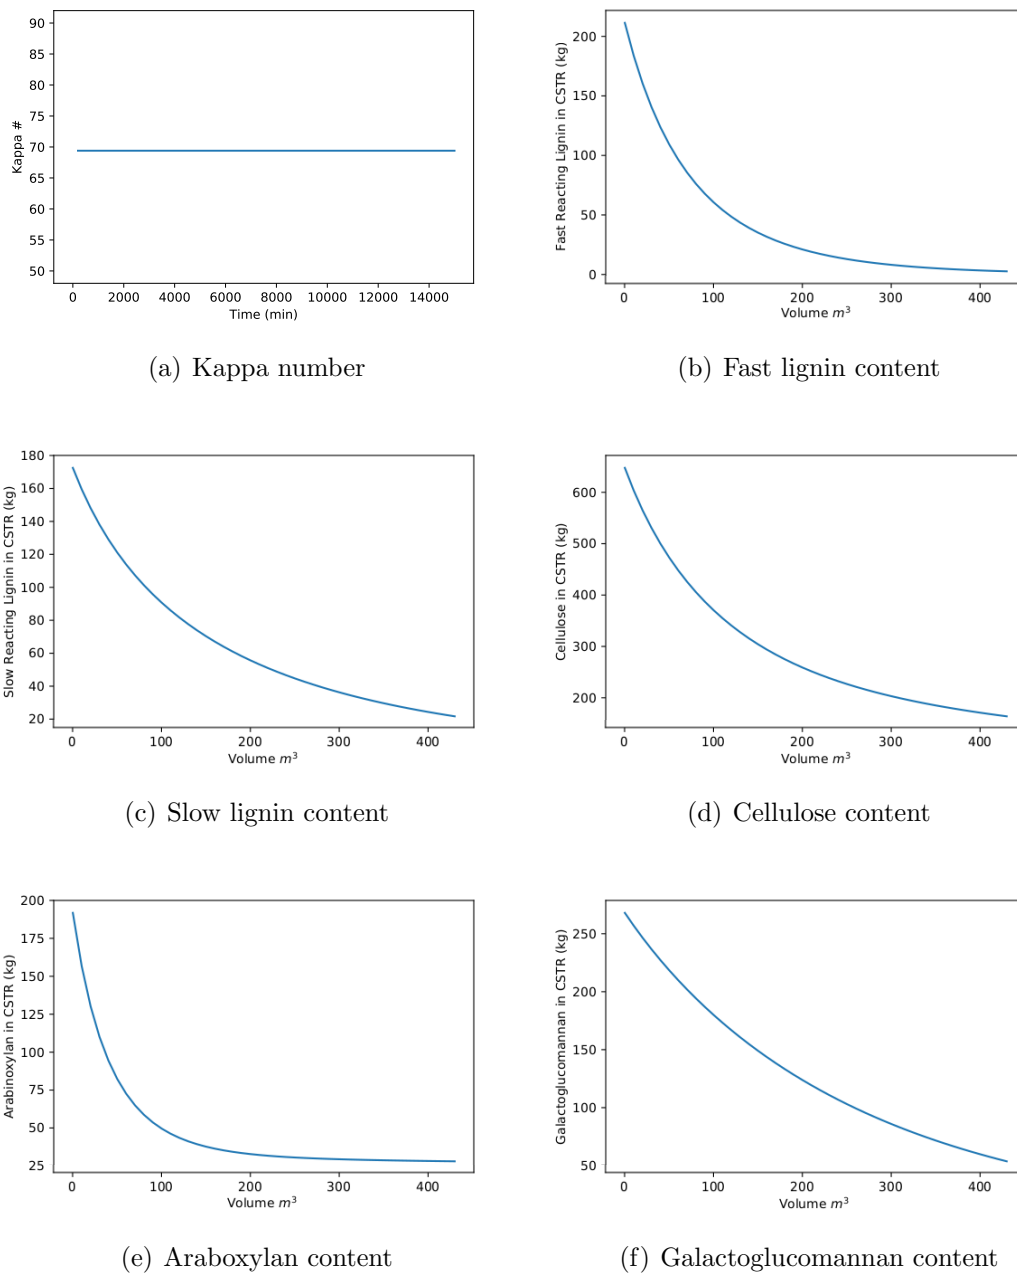 90
85
80
75
70
65
60
55
50
Kappa #
0 2000 4000 6000 8000 10000 12000 14000
Time (min)
(a) Kappa number
200
150
100
50
0
Fast Reacting Lignin in CSTR (kg)
0 100 200 300 400
Volume m³
(b) Fast lignin content
180
160
140
120
100
80
60
40
20
Slow Reacting Lignin in CSTR (kg)
0 100 200 300 400
Volume m³
(c) Slow lignin content
600
500
400
300
200
Cellulose in CSTR (kg)
0 100 200 300 400
Volume m³
(d) Cellulose content
200
175
150
125
100
75
50
25
Arabinoxylan in CSTR (kg)
0 100 200 300 400
Volume m³
(e) Araboxylan content
250
200
150
100
50
Galactoglucomannan in CSTR (kg)
0 100 200 300 400
Volume m³
(f) Galactoglucomannan content